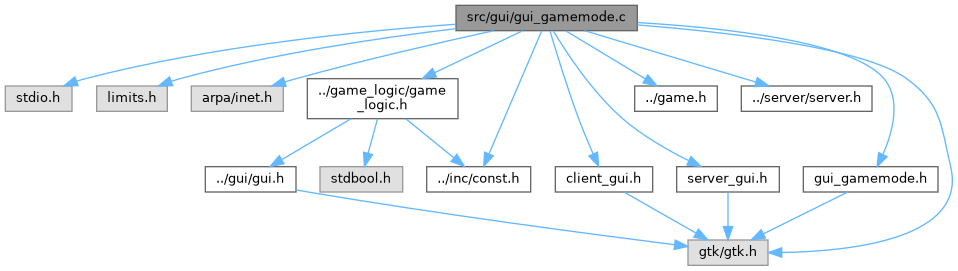 src/gui/gui_gamemode.c
stdio.h
limits.h
arpa/inet.h
../game_logic/game
_logic.h
../game.h
../server/server.h
../gui/gui.h
stdbool.h
../inc/const.h
client_gui.h
server_gui.h
gui_gamemode.h
gtk/gtk.h